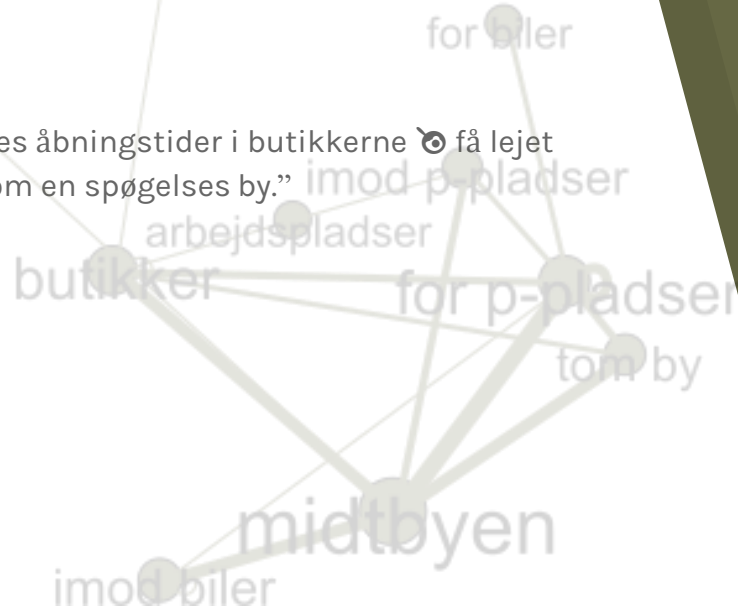 for biler
es åbningstider i butikkerne få lejet
om en spøgelses by.”
imod p-pladser
arbejdspladser
butikker
for p-pladser
tom by
midtbyen
imod biler